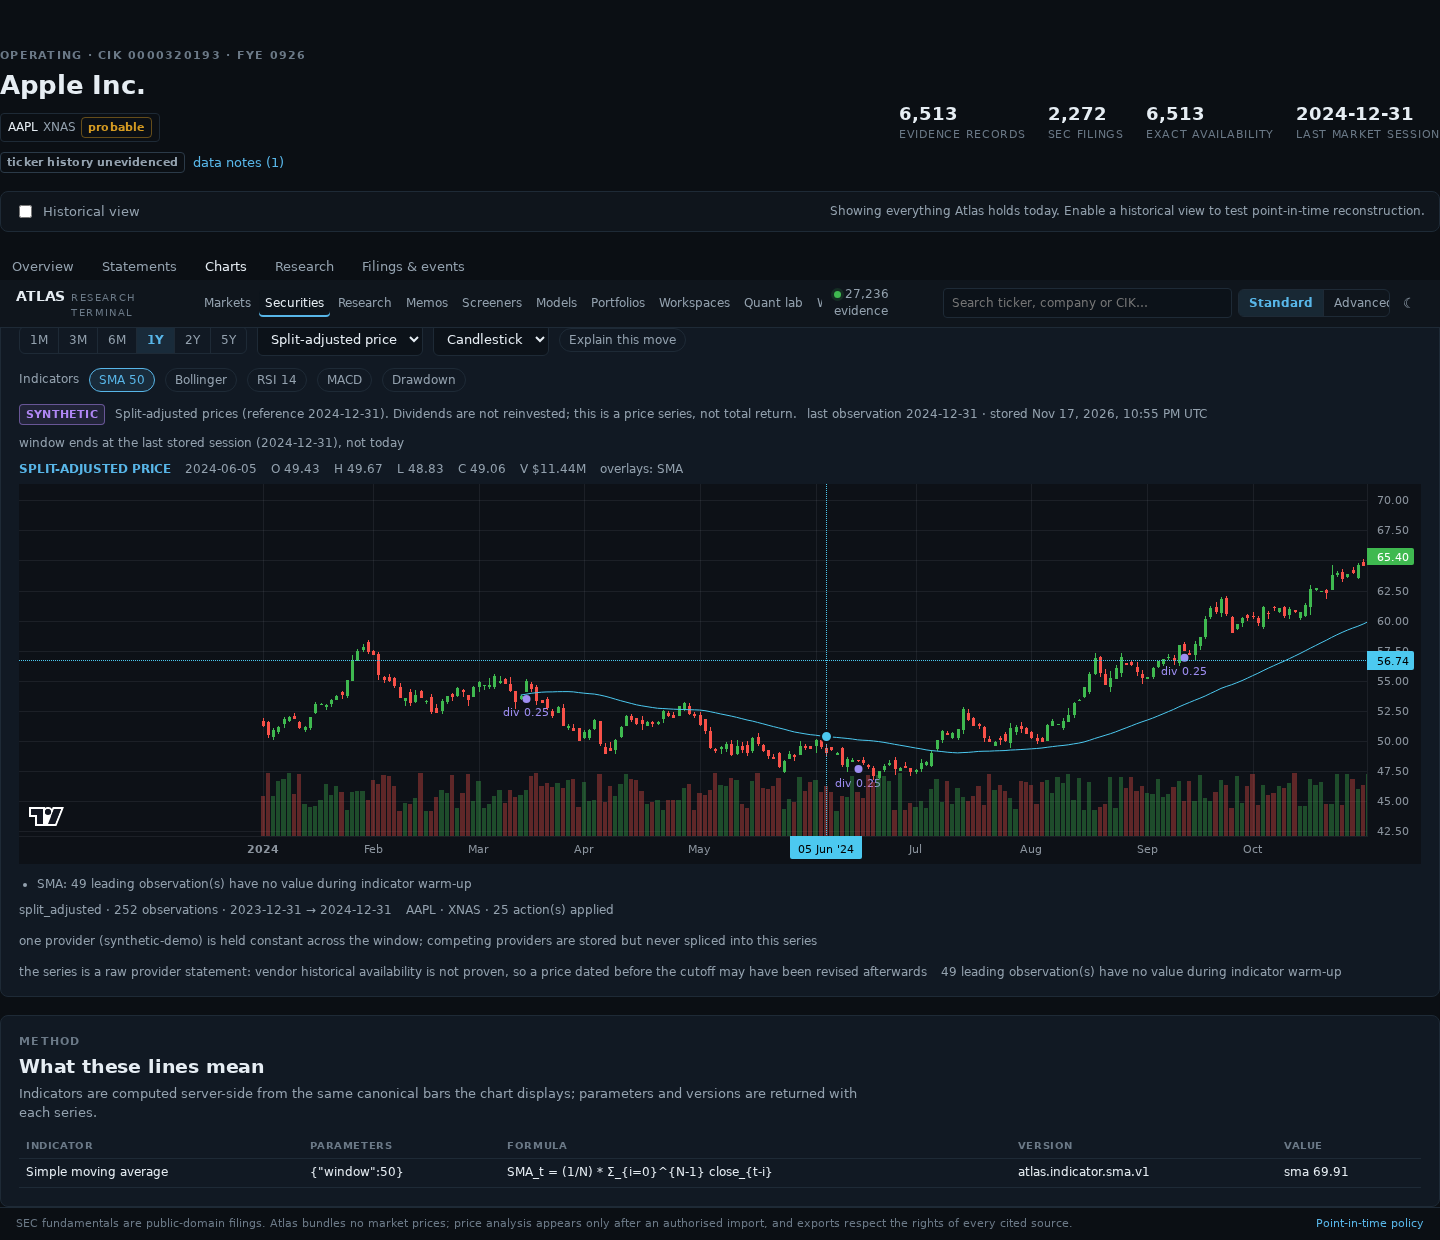 OPERATING · CIK 0000320193 · FYE 0926
Apple Inc.
AAPL XNAS probable
ticker history unevidenced data notes (1)
6,513 2,272 6,513 2024-12-31
EVIDENCE RECORDS SEC FILINGS EXACT AVAILABILITY LAST MARKET SESSION
Historical view
Showing everything Atlas holds today. Enable a historical view to test point-in-time reconstruction.
Overview Statements Charts Research Filings & events
ATLAS RESEARCH TERMINAL
Markets Securities Research Memos Screeners Models Portfolios Workspaces Quant lab
27,236 evidence
Search ticker, company or CIK...
Standard Advanced
1M 3M 6M 1Y 2Y 5Y Split-adjusted price Candlestick Explain this move
Indicators SMA 50 Bollinger RSI 14 MACD Drawdown
SYNTHETIC Split-adjusted prices (reference 2024-12-31). Dividends are not reinvested; this is a price series, not total return. last observation 2024-12-31 · stored Nov 17, 2026, 10:55 PM UTC
window ends at the last stored session (2024-12-31), not today
SPLIT-ADJUSTED PRICE 2024-06-05 O 49.43 H 49.67 L 48.83 C 49.06 V $11.44M overlays: SMA
70.00
67.50
65.40
62.50
60.00
57.50
56.74
55.00
52.50
50.00
47.50
45.00
42.50
div 0.25
div 0.25
div 0.25
2024 Feb Mar Apr May 05 Jun '24 Jul Aug Sep Oct
• SMA: 49 leading observation(s) have no value during indicator warm-up
split_adjusted · 252 observations · 2023-12-31 → 2024-12-31 AAPL · XNAS · 25 action(s) applied
one provider (synthetic-demo) is held constant across the window; competing providers are stored but never spliced into this series
the series is a raw provider statement: vendor historical availability is not proven, so a price dated before the cutoff may have been revised afterwards 49 leading observation(s) have no value during indicator warm-up
METHOD
What these lines mean
Indicators are computed server-side from the same canonical bars the chart displays; parameters and versions are returned with
each series.
INDICATOR PARAMETERS FORMULA VERSION VALUE
Simple moving average {"window":50} SMA_t = (1/N) * Σ_{i=0}^{N-1} close_{t-i} atlas.indicator.sma.v1 sma 69.91
SEC fundamentals are public-domain filings. Atlas bundles no market prices; price analysis appears only after an authorised import, and exports respect the rights of every cited source.
Point-in-time policy